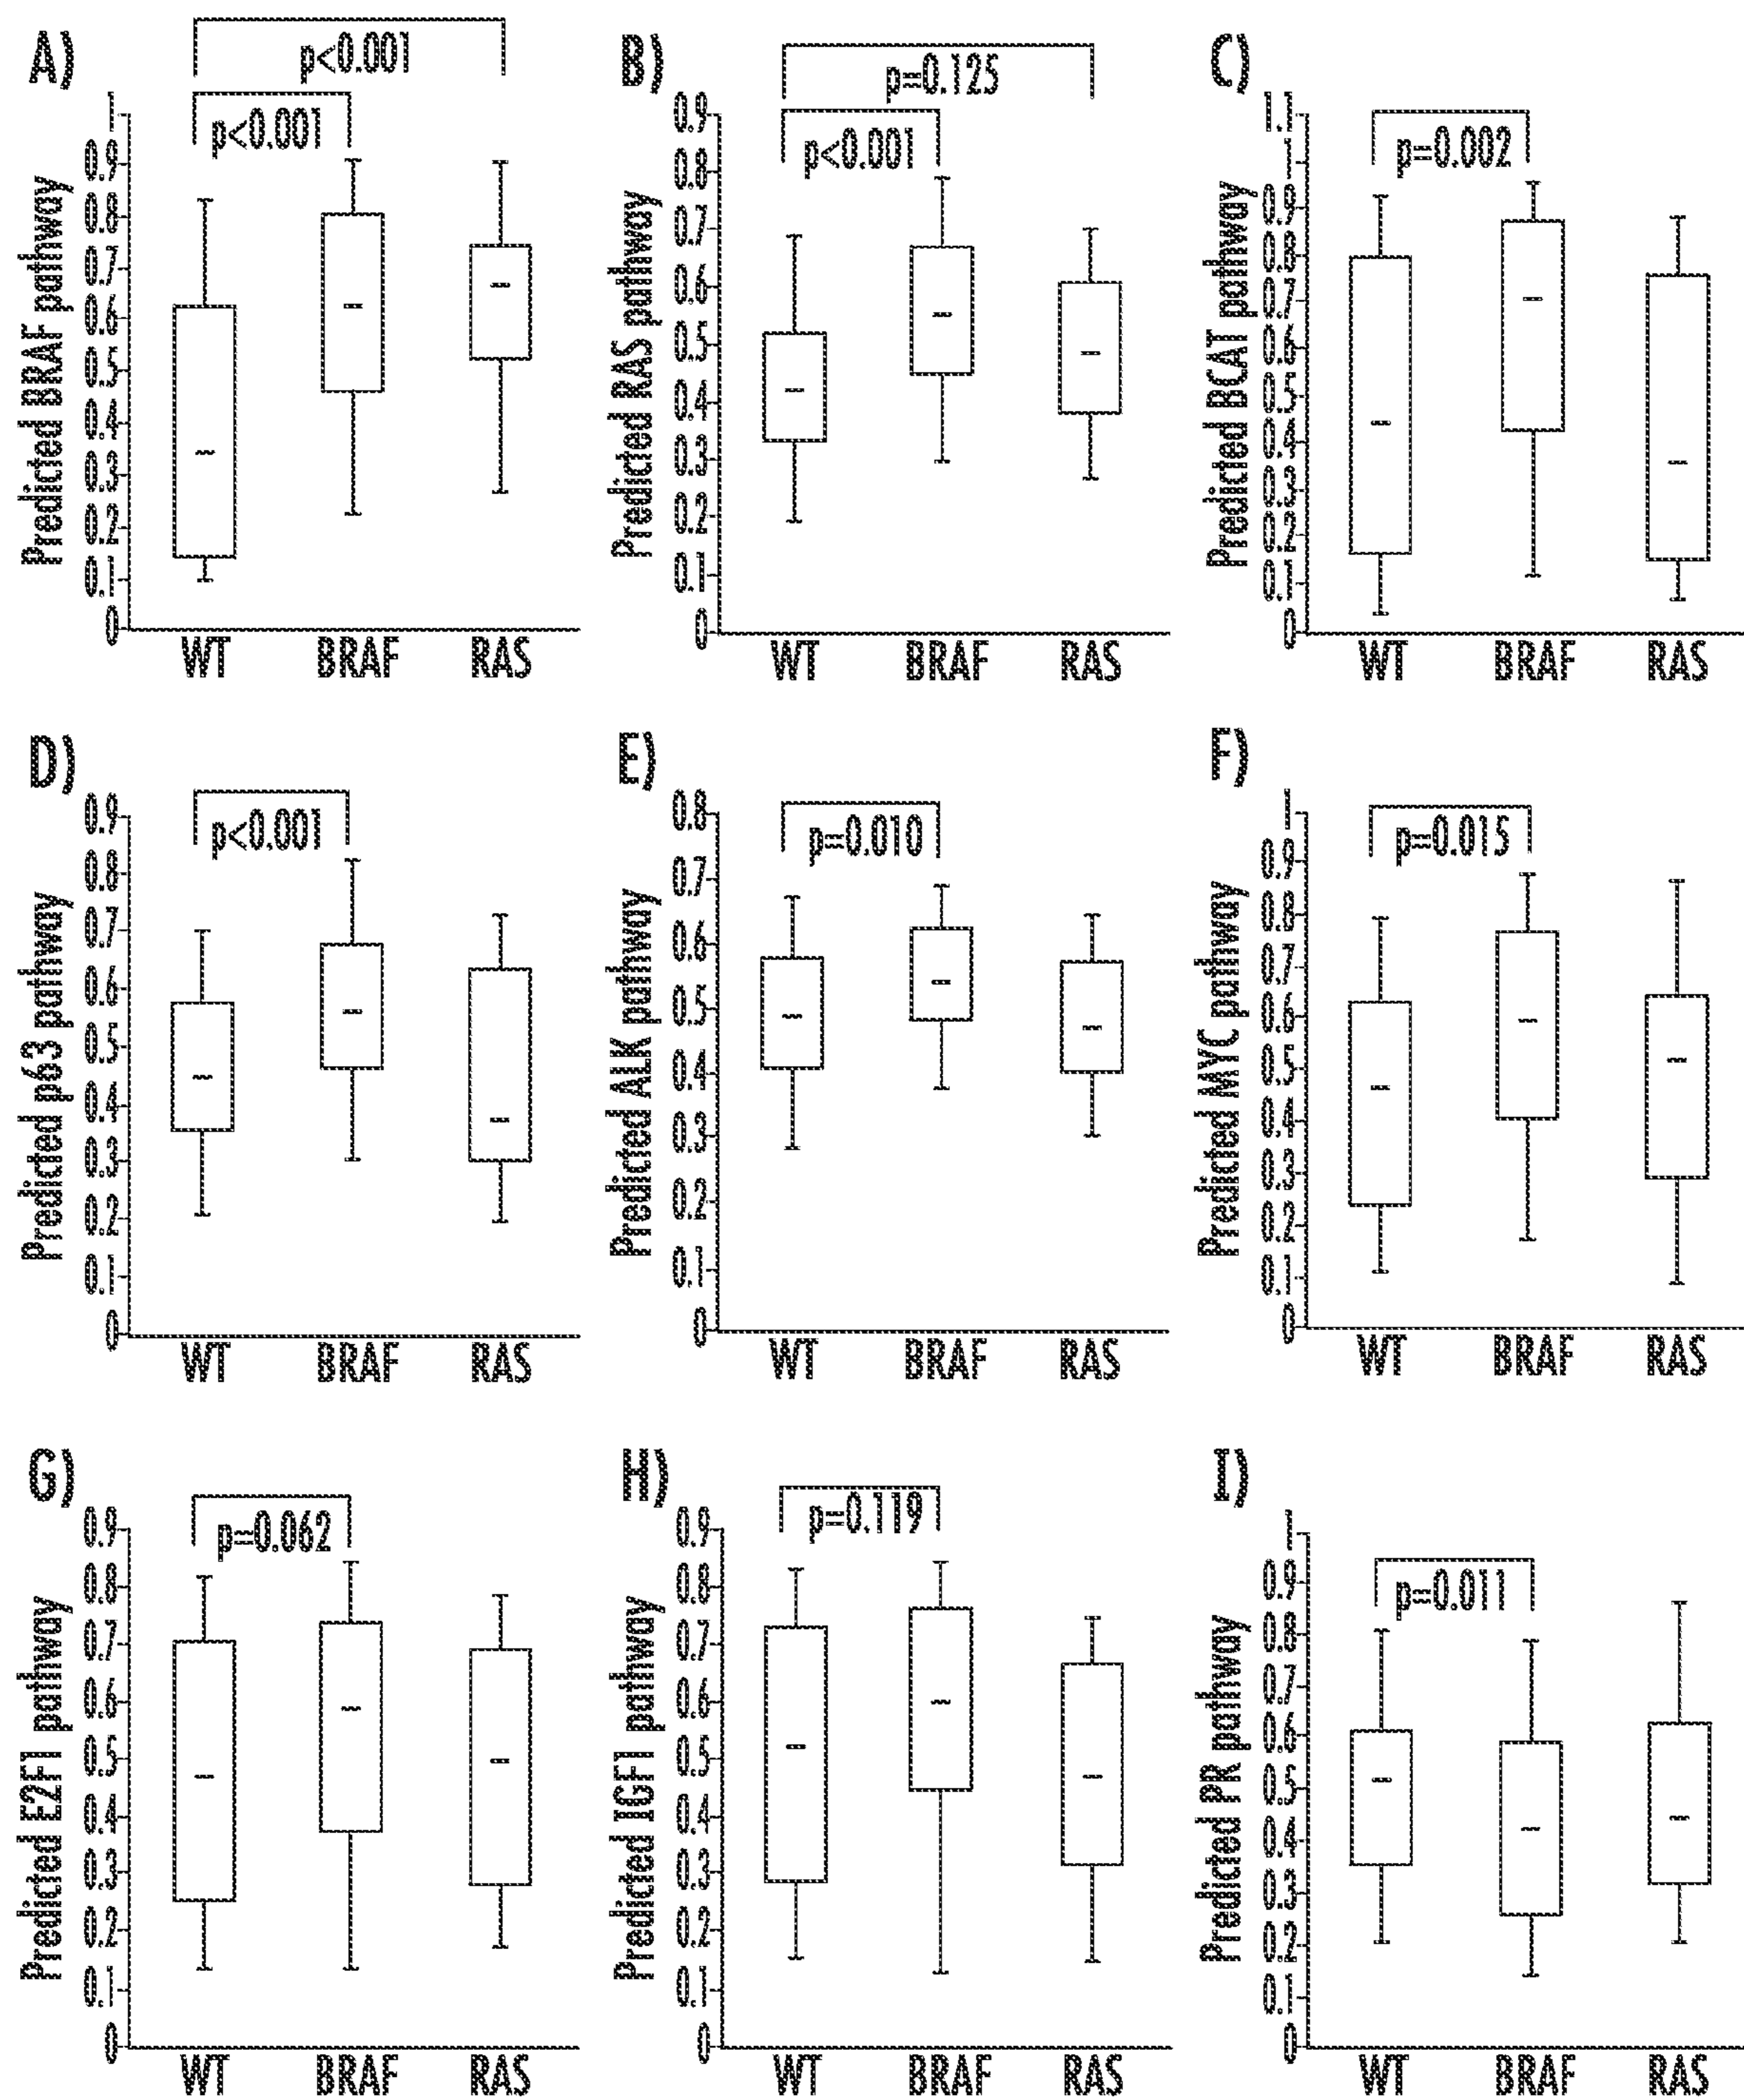 A)
p<0.001
p<0.001
Predicted BRAF pathway
1
0.9
0.8
0.7
0.6
0.5
0.4
0.3
0.2
0.1
0
WT BRAF RAS
B)
p=0.125
p<0.001
Predicted RAS pathway
0.9
0.8
0.7
0.6
0.5
0.4
0.3
0.2
0.1
0
WT BRAF RAS
C)
p=0.002
Predicted BCAT pathway
1.1
1
0.9
0.8
0.7
0.6
0.5
0.4
0.3
0.2
0.1
0
WT BRAF RAS
D)
p<0.001
Predicted p63 pathway
0.9
0.8
0.7
0.6
0.5
0.4
0.3
0.2
0.1
0
WT BRAF RAS
E)
p=0.010
Predicted ALK pathway
0.8
0.7
0.6
0.5
0.4
0.3
0.2
0.1
0
WT BRAF RAS
F)
p=0.015
Predicted MYC pathway
1
0.9
0.8
0.7
0.6
0.5
0.4
0.3
0.2
0.1
0
WT BRAF RAS
G)
p=0.062
Predicted E2F1 pathway
0.9
0.8
0.7
0.6
0.5
0.4
0.3
0.2
0.1
0
WT BRAF RAS
H)
p=0.119
Predicted IGF1 pathway
0.9
0.8
0.7
0.6
0.5
0.4
0.3
0.2
0.1
0
WT BRAF RAS
I)
p=0.011
Predicted PR pathway
1
0.9
0.8
0.7
0.6
0.5
0.4
0.3
0.2
0.1
0
WT BRAF RAS